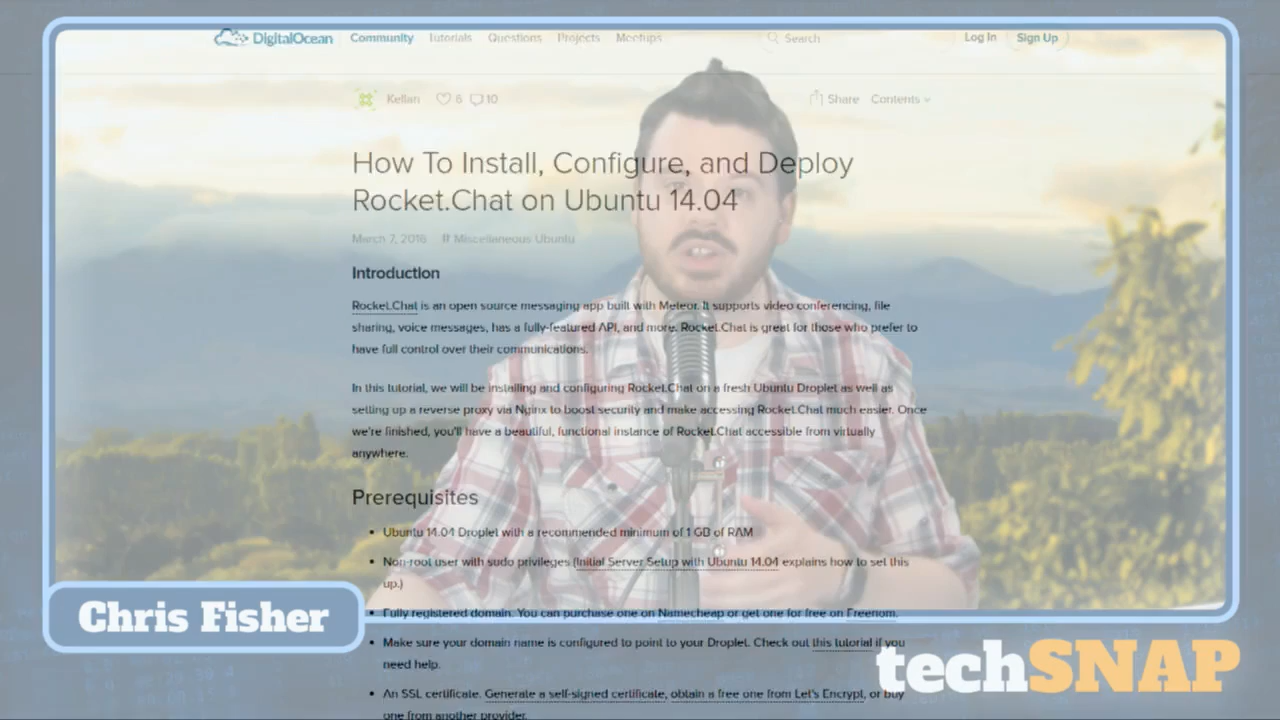 DigitalOcean Community Tutorials Questions Projects Meetups Search Log In Sign Up
Kellan 6 10 Share Contents
How To Install, Configure, and Deploy
Rocket.Chat on Ubuntu 14.04
March 7, 2016 # Miscellaneous Ubuntu
Introduction
Rocket.Chat is an open source messaging app built with Meteor. It supports video conferencing, file
sharing, voice messages, has a fully-featured API, and more. Rocket.Chat is great for those who prefer to
have full control over their communications.
In this tutorial, we will be installing and configuring Rocket.Chat on a fresh Ubuntu Droplet as well as
setting up a reverse proxy via Nginx to boost security and make accessing Rocket.Chat much easier. Once
we're finished, you'll have a beautiful, functional instance of Rocket.Chat accessible from virtually
anywhere.
Prerequisites
• Ubuntu 14.04 Droplet with a recommended minimum of 1 GB of RAM
• Non-root user with sudo privileges (Initial Server Setup with Ubuntu 14.04 explains how to set this
up.)
• Fully registered domain. You can purchase one on Namecheap or get one for free on Freenom.
• Make sure your domain name is configured to point to your Droplet. Check out this tutorial if you
need help.
• An SSL certificate. Generate a self-signed certificate, obtain a free one from Let's Encrypt, or buy
one from another provider.
Chris Fisher
techSNAP